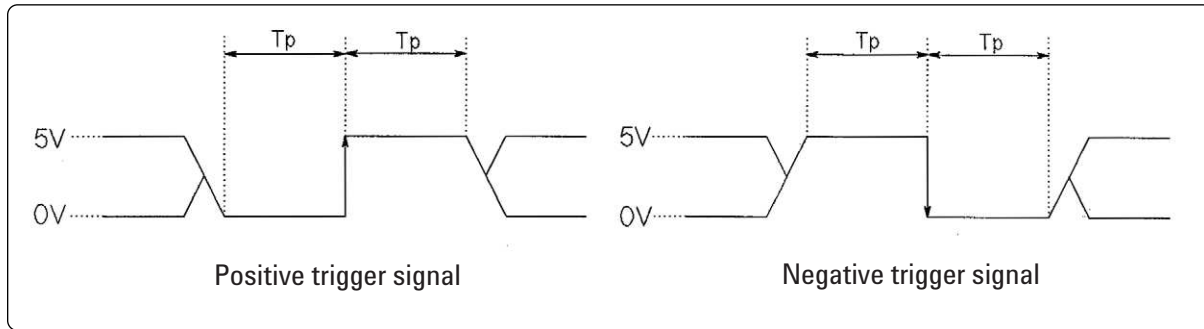 Tp Tp
5V
0V
Positive trigger signal
Tp Tp
5V
0V
Negative trigger signal